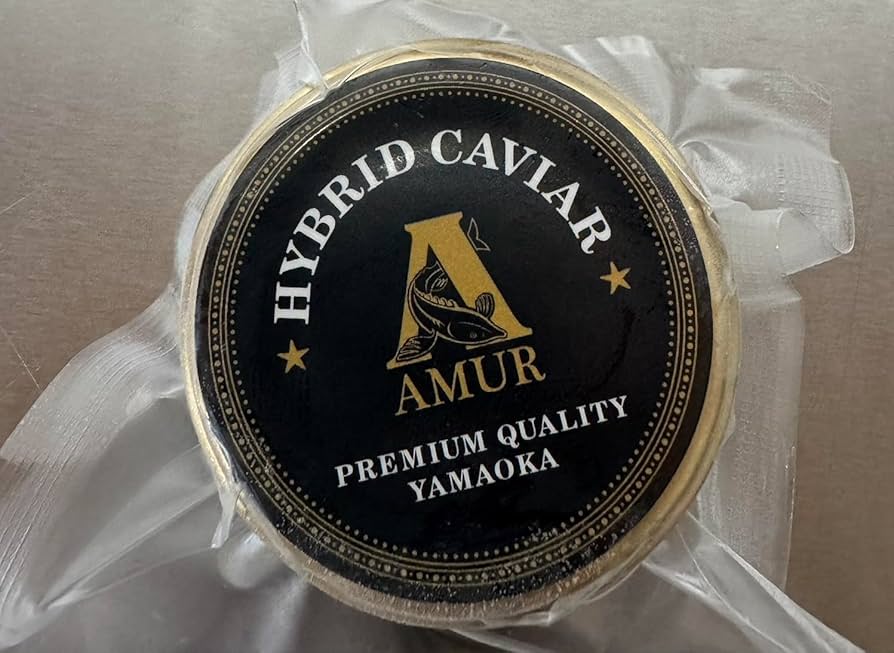 HYBRID CAVIAR
A
AMUR
PREMIUM QUALITY
YAMAOKA